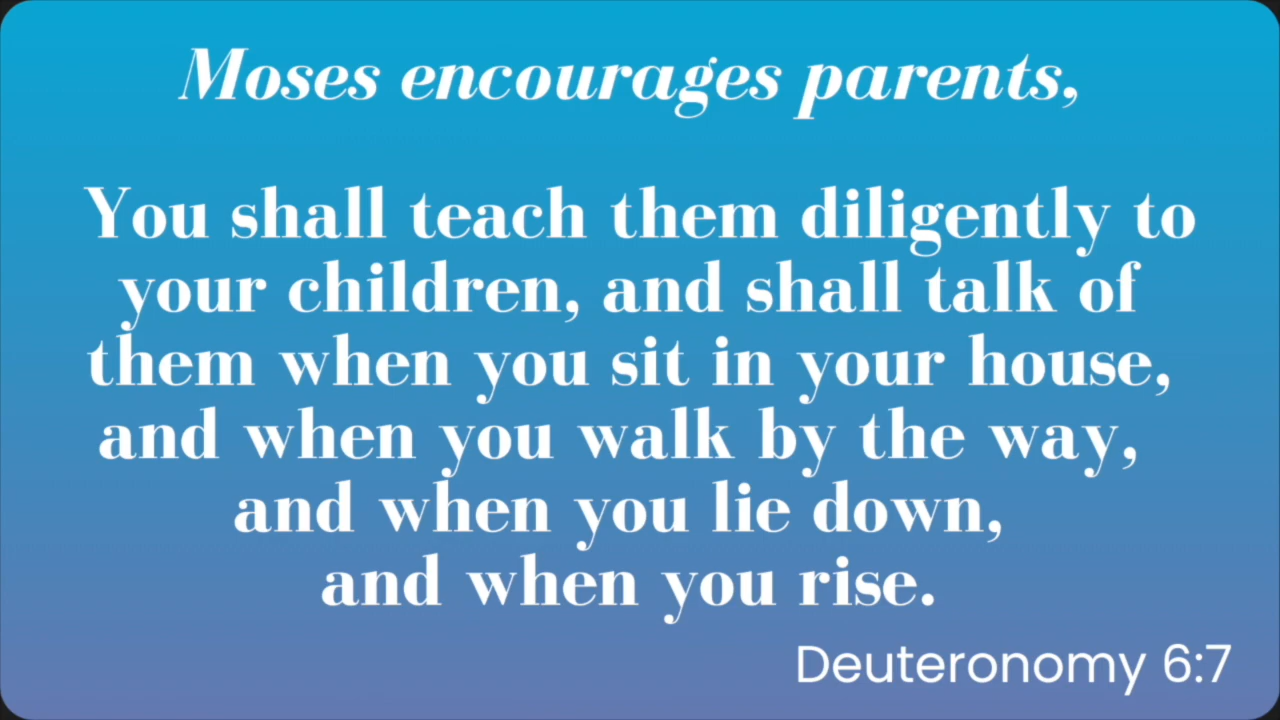 Moses encourages parents,
You shall teach them diligently to
your children, and shall talk of
them when you sit in your house,
and when you walk by the way,
and when you lie down,
and when you rise.
Deuteronomy 6:7